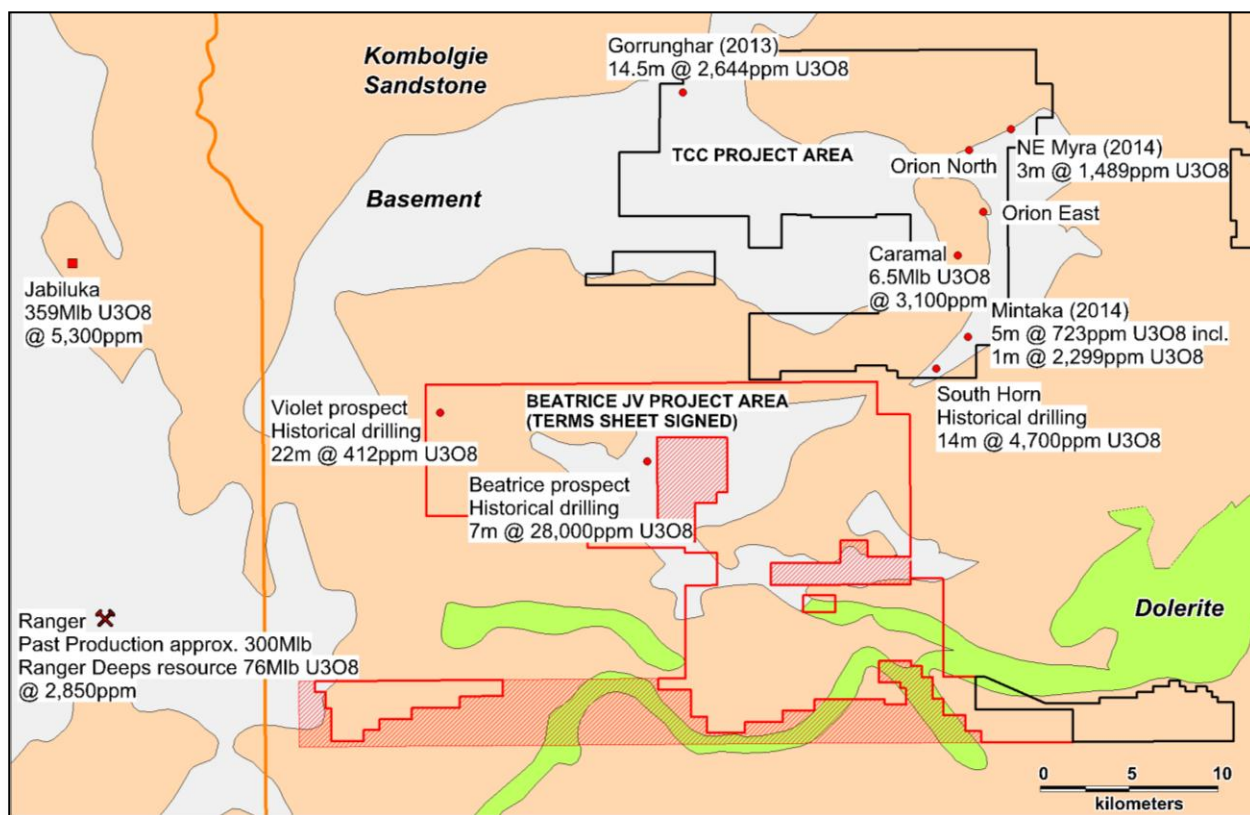 Kombolgie
Sandstone
Gorrunghar (2013)
14.5m @ 2,644ppm U3O8
TCC PROJECT AREA
Orion North
NE Myra (2014)
3m @ 1,489ppm U3O8
Basement
Orion East
Caramal
6.5Mlb U3O8
@ 3,100ppm
Jabiluka
359Mlb U3O8
@ 5,300ppm
Mintaka (2014)
5m @ 723ppm U3O8 incl.
1m @ 2,299ppm U3O8
South Horn
Historical drilling
14m @ 4,700ppm U3O8
BEATRICE JV PROJECT AREA
(TERMS SHEET SIGNED)
Violet prospect
Historical drilling
22m @ 412ppm U3O8
Beatrice prospect
Historical drilling
7m @ 28,000ppm U3O8
Dolerite
Ranger
Past Production approx. 300Mlb
Ranger Deeps resource 76Mlb U3O8
@ 2,850ppm
0 5 10
kilometers